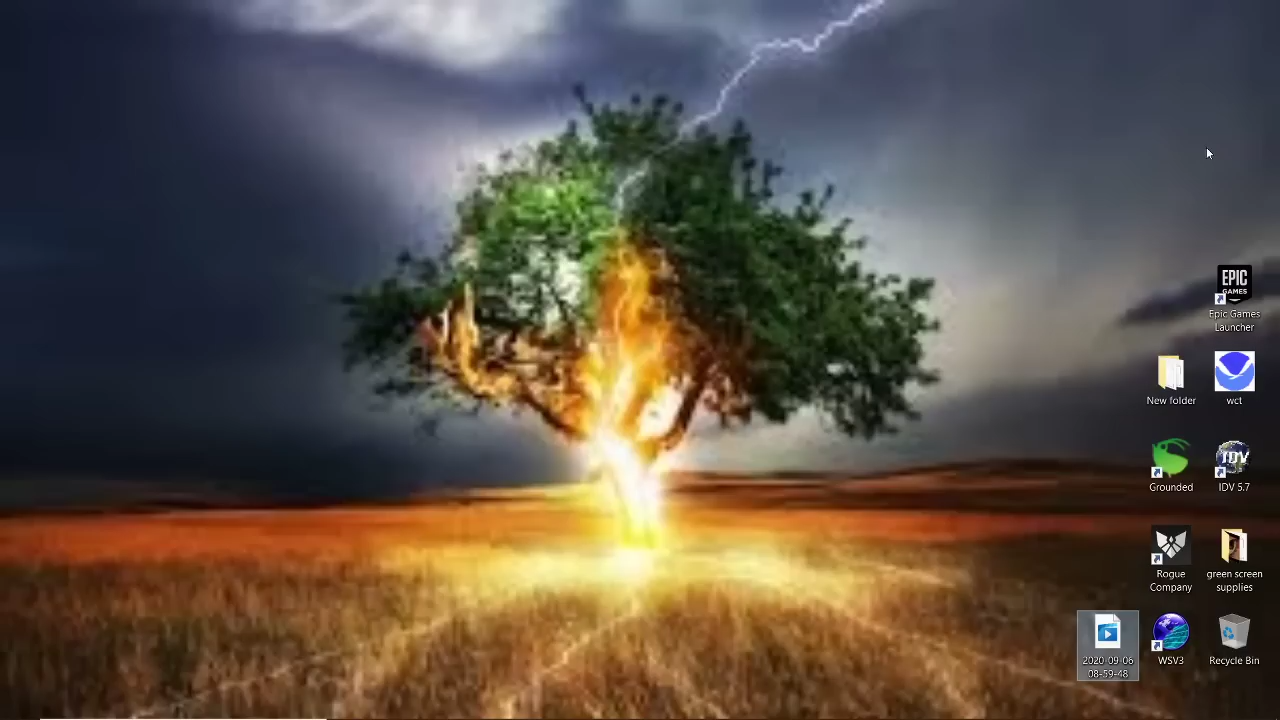 EPIC
GAMES
Epic Games
Launcher
New folder
wct
Grounded
IDV
IDV 5.7
Rogue
Company
green screen
supplies
2020-09-06
08-59-48
WSV3
Recycle Bin